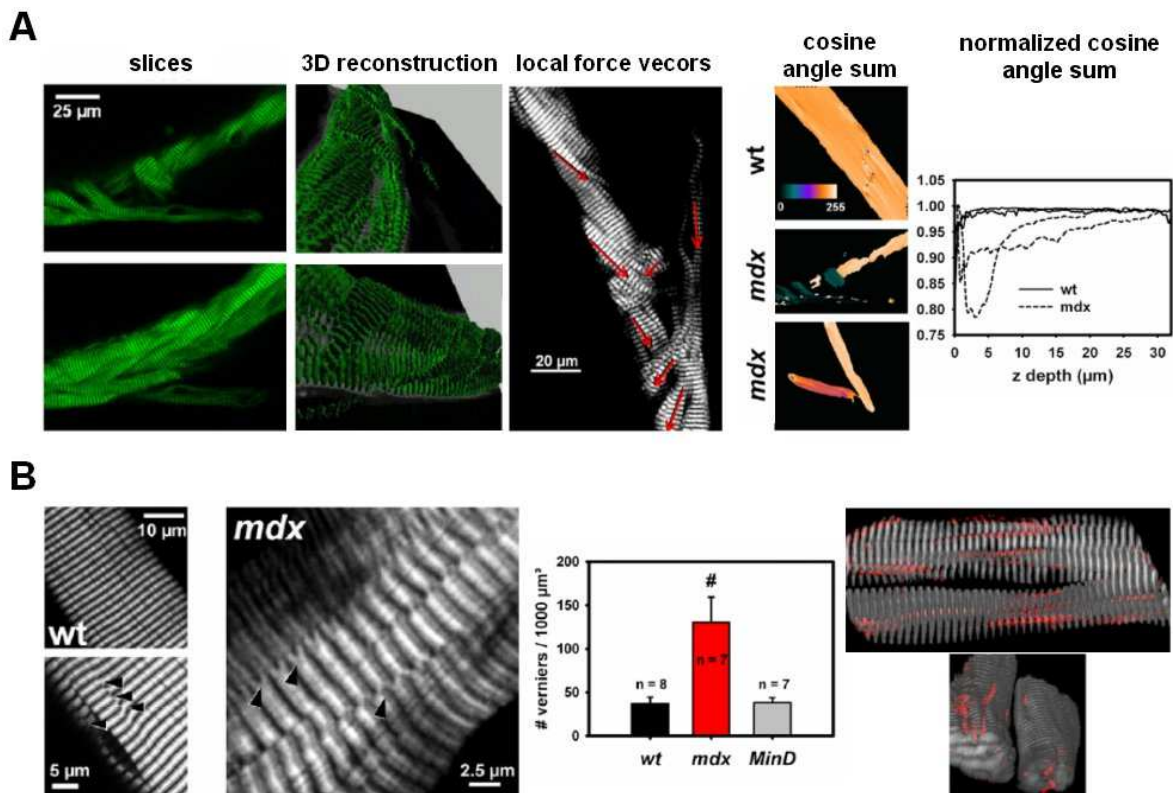 A
slices
3D reconstruction
local force vecors
cosine
angle sum
normalized cosine
angle sum
25 µm
20 µm
wt
0
255
mdx
mdx
1.05
1.00
0.95
0.90
0.85
0.80
0.75
wt
mdx
0 5 10 15 20 25 30
z depth (µm)
B
10 µm
wt
5 µm
mdx
2.5 µm
# verniers / 1000 µm³
200
150
100
50
0
#
n = 8
n = 7
n = 7
wt mdx MinD